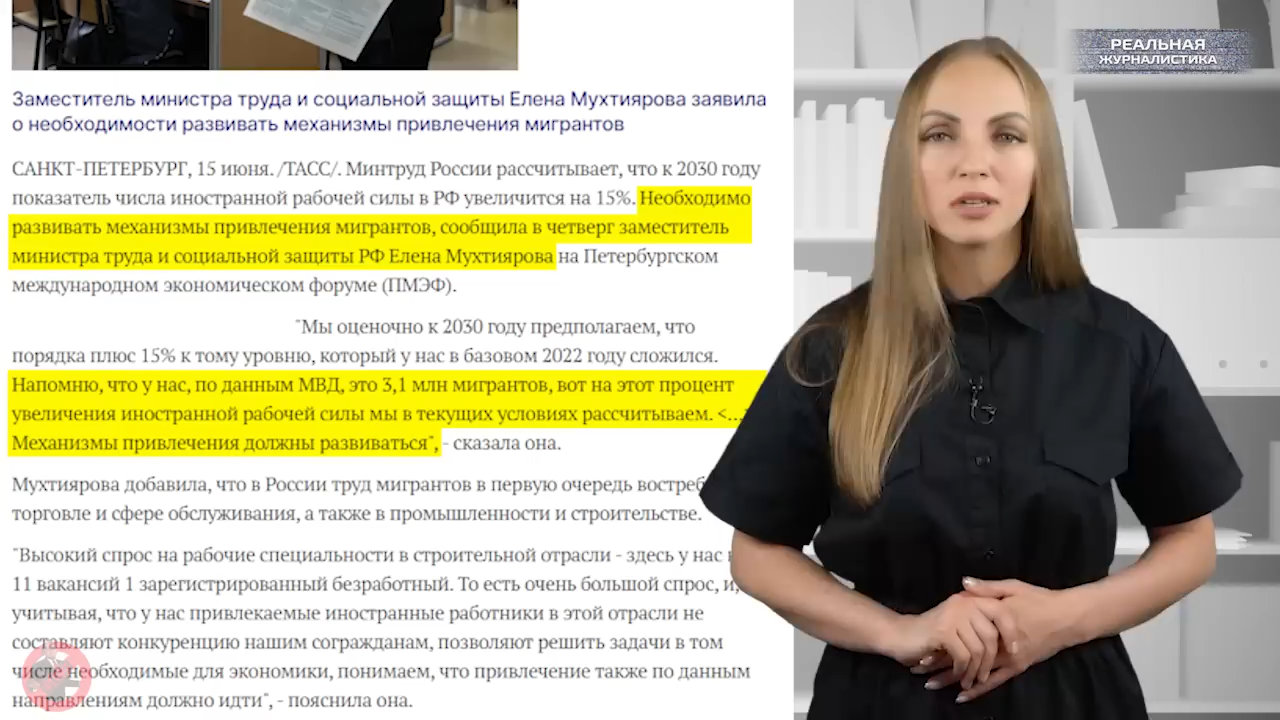 РЕАЛЬНАЯ
ЖУРНАЛИСТИКА
Заместитель министра труда и социальной защиты Елена Мухтиярова заявила
о необходимости развивать механизмы привлечения мигрантов
САНКТ-ПЕТЕРБУРГ, 15 июня. /ТАСС/. Минтруд России рассчитывает, что к 2030 году
показатель числа иностранной рабочей силы в РФ увеличится на 15%. Необходимо
развивать механизмы привлечения мигрантов, сообщила в четверг заместитель
министра труда и социальной защиты РФ Елена Мухтиярова на Петербургском
международном экономическом форуме (ПМЭФ).
"Мы оценочно к 2030 году предполагаем, что
порядка плюс 15% к тому уровню, который у нас в базовом 2022 году сложился.
Напомню, что у нас, по данным МВД, это 3,1 млн мигрантов, вот на этот процент
увеличения иностранной рабочей силы мы в текущих условиях рассчитываем. <...>
Механизмы привлечения должны развиваться", - сказала она.
Мухтиярова добавила, что в России труд мигрантов в первую очередь
торговле и сфере обслуживания, а также в промышленности и строительстве.
"Высокий спрос на рабочие специальности в строительной отрасли - здесь у нас
11 вакансий 1 зарегистрированный безработный. То есть очень большой спрос, и,
учитывая, что у нас привлекаемые иностранные работники в этой отрасли не
составляют конкуренцию нашим согражданам, позволяют решить задачи в том
числе необходимые для экономики, понимаем, что привлечение также по данным
направлениям должно идти", - пояснила она.